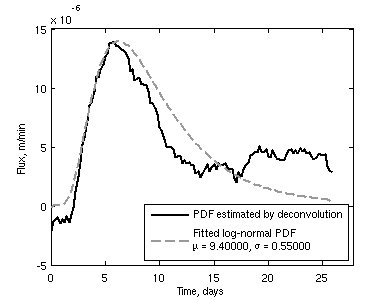 x 10
-6
15
10
5
0
-5
Flux, m/min
PDF estimated by deconvolution
Fitted log-normal PDF
μ = 9.40000, σ = 0.55000
0 5 10 15 20 25
Time, days